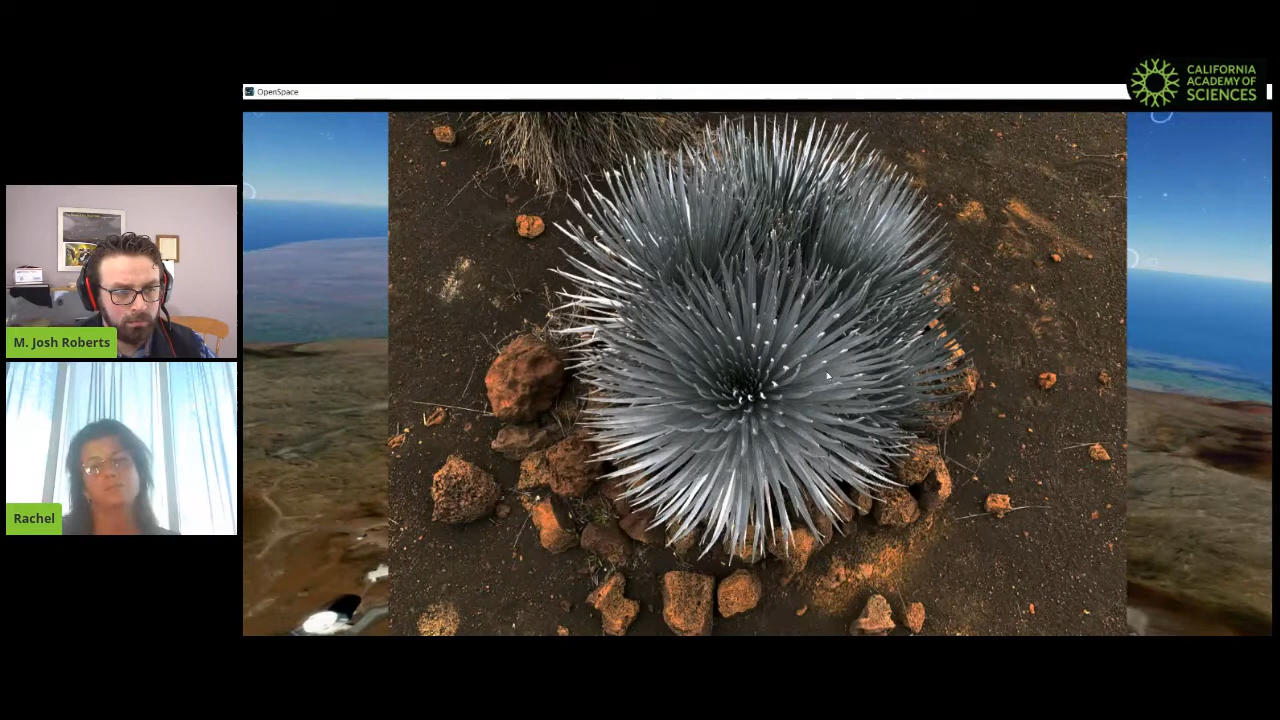 OpenSpace
CALIFORNIA
ACADEMY OF
SCIENCES
M. Josh Roberts
Rachel